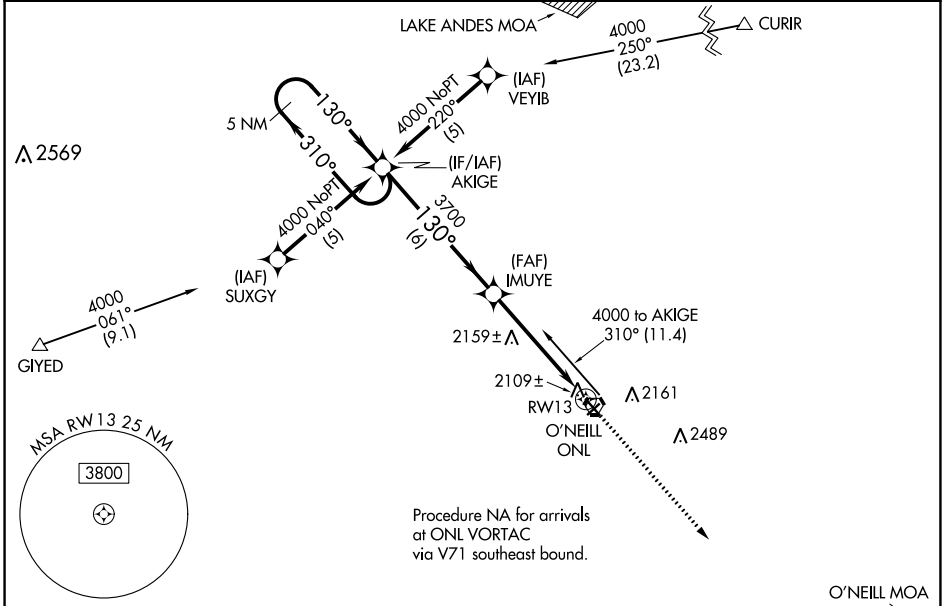 LAKE ANDES MOA
4000
250°
(23.2)
CURIR
(IAF)
VEYIB
4000 NoPT
220°
(5)
5 NM
130°
310°
2569
(IF/IAF)
AKIGE
4000 NoPT
040°
(5)
3700
130°
(6)
(IAF)
SUXGY
(FAF)
IMUYE
4000
061°
(9.1)
GIYED
4000 to AKIGE
310° (11.4)
2159±
2109±
RW13
2161
O'NEILL
ONL
2489
MSA RW13 25 NM
3800
Procedure NA for arrivals
at ONL VORTAC
via V71 southeast bound.
O'NEILL MOA